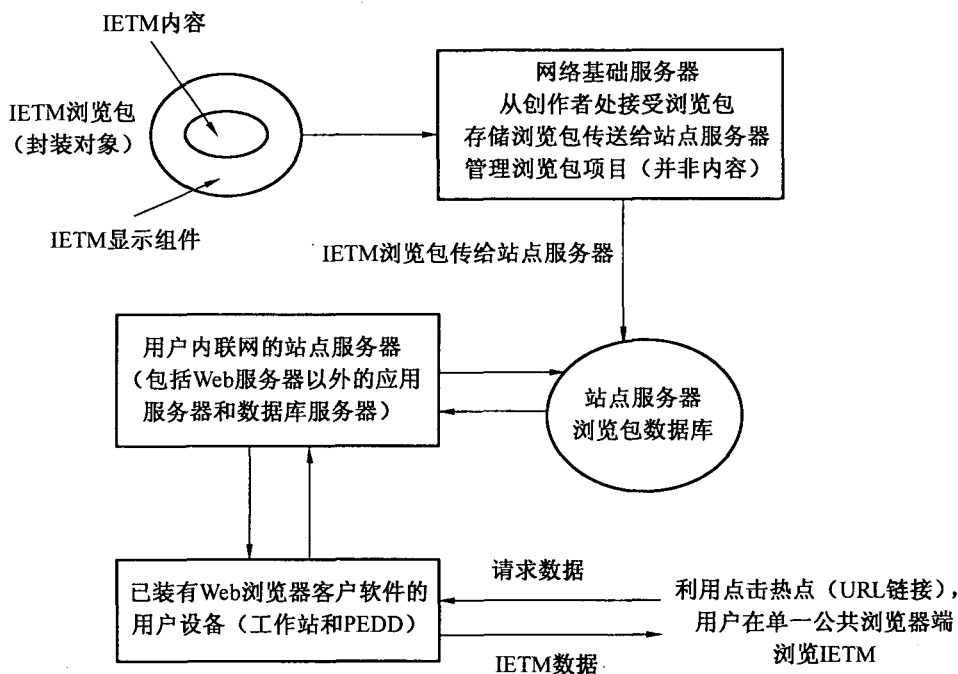 IETM内容
IETM浏览包
（封装对象）
IETM显示组件
网络基础服务器
从创作者处接受浏览包
存储浏览包传送给站点服务器
管理浏览包项目（并非内容）
IETM浏览包传给站点服务器
用户内联网的站点服务器
（包括Web服务器以外的应用
服务器和数据库服务器）
站点服务器
浏览包数据库
已装有Web浏览器客户软件的
用户设备（工作站和PEDD）
请求数据
IETM数据
利用点击热点（URL链接），
用户在单一公共浏览器端
浏览IETM